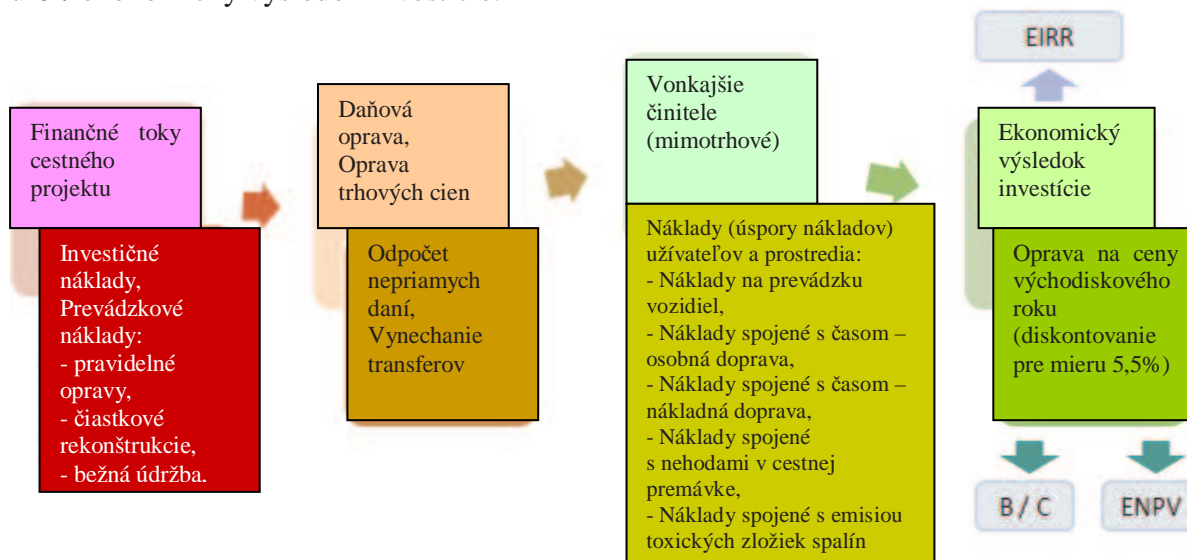 EIRR
Finančné toky
cestného
projektu
Investičné
náklady,
Prevádzkové
náklady:
- pravidelné
opravy,
- čiastkové
rekonštrukcie,
- bežná údržba.
Daňová
oprava,
Oprava
trhových cien
Odpočet
nepriamych
daní,
Vynechanie
transferov
Vonkajšie
činitele
(mimotrhové)
Náklady (úspory nákladov)
užívateľov a prostredia:
- Náklady na prevádzku
vozidiel,
- Náklady spojené s časom –
osobná doprava,
- Náklady spojené s časom –
nákladná doprava,
- Náklady spojené
s nehodami v cestnej
premávke,
- Náklady spojené s emisiou
toxických zložiek spalín
Ekonomický
výsledok
investície
Oprava na ceny
východiskového
roku
(diskontovanie
pre mieru 5,5%)
B / C
ENPV